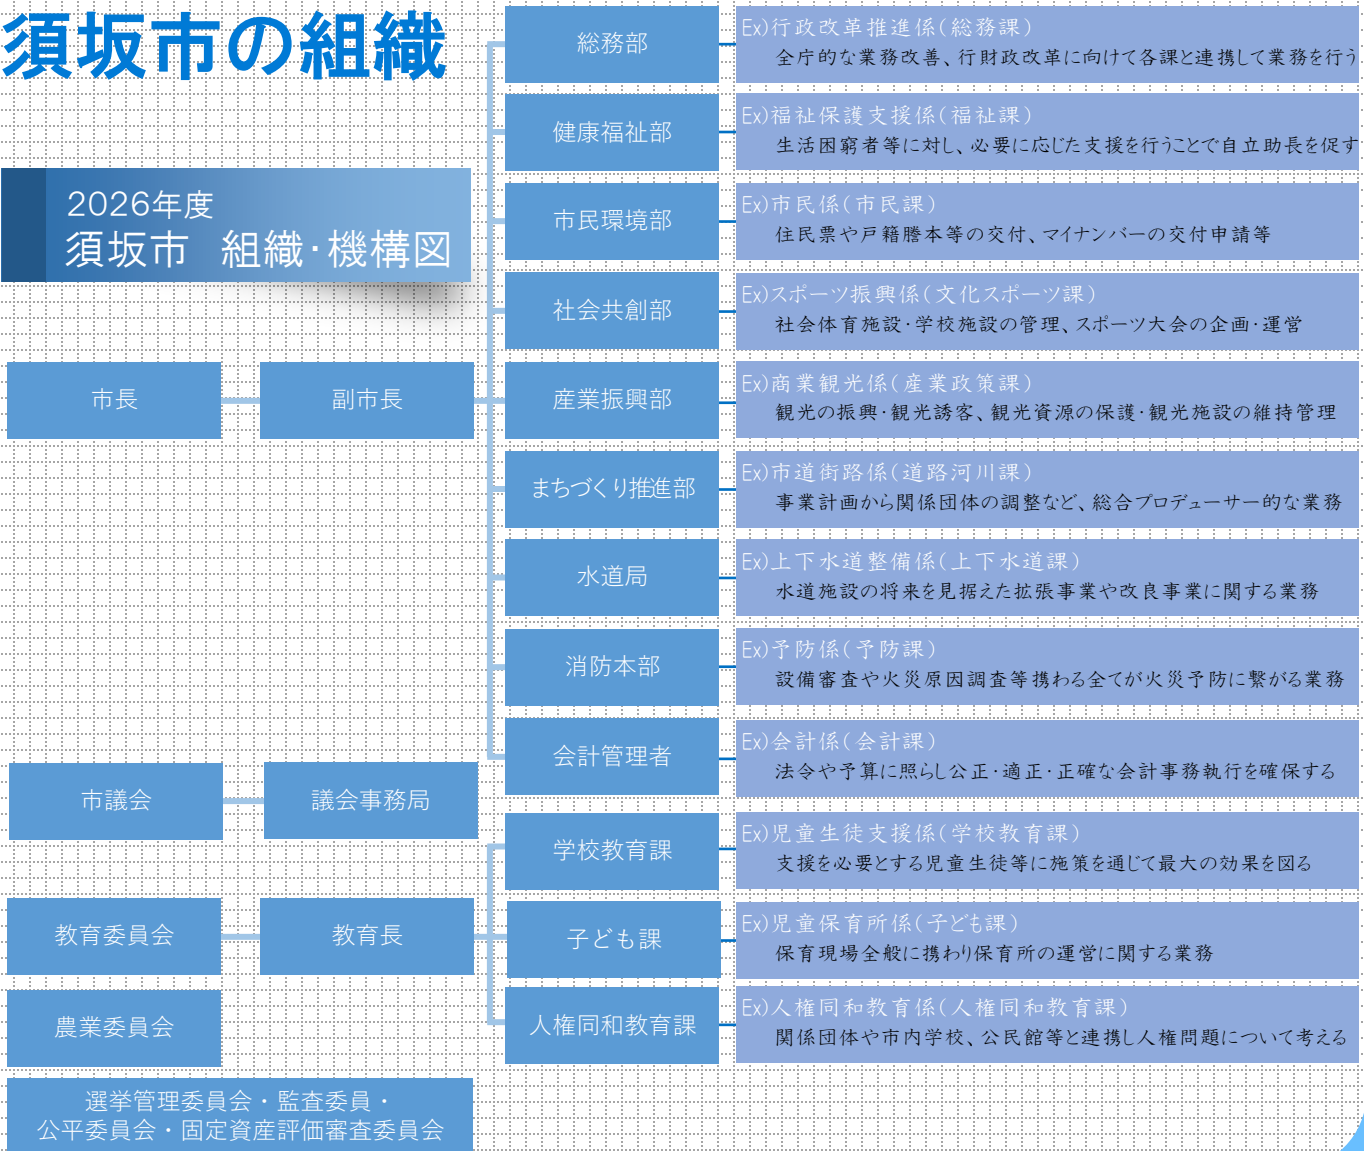 須坂市の組織
2026年度
須坂市　組織・機構図
市長
副市長
総務部
Ex)行政改革推進係(総務課)
全庁的な業務改善、行財政改革に向けて各課と連携して業務を行う
健康福祉部
Ex)福祉保護支援係(福祉課)
生活困窮者等に対し、必要に応じた支援を行うことで自立助長を促す
市民環境部
Ex)市民係(市民課)
住民票や戸籍謄本等の交付、マイナンバーの交付申請等
社会共創部
Ex)スポーツ振興係(文化スポーツ課)
社会体育施設・学校施設の管理、スポーツ大会の企画・運営
産業振興部
Ex)商業観光係(産業政策課)
観光の振興・観光誘客、観光資源の保護・観光施設の維持管理
まちづくり推進部
Ex)市道街路係(道路河川課)
事業計画から関係団体の調整など、総合プロデューサー的な業務
水道局
Ex)上下水道整備係(上下水道課)
水道施設の将来を見据えた拡張事業や改良事業に関する業務
消防本部
Ex)予防係(予防課)
設備審査や火災原因調査等携わる全てが火災予防に繋がる業務
会計管理者
Ex)会計係(会計課)
法令や予算に照らし公正・適正・正確な会計事務執行を確保する
市議会
議会事務局
教育委員会
教育長
学校教育課
Ex)児童生徒支援係(学校教育課)
支援を必要とする児童生徒等に施策を通じて最大の効果を図る
子ども課
Ex)児童保育所係(子ども課)
保育現場全般に携わり保育所の運営に関する業務
人権同和教育課
Ex)人権同和教育係(人権同和教育課)
関係団体や市内学校、公民館等と連携し人権問題について考える
農業委員会
選挙管理委員会・監査委員・
公平委員会・固定資産評価審査委員会